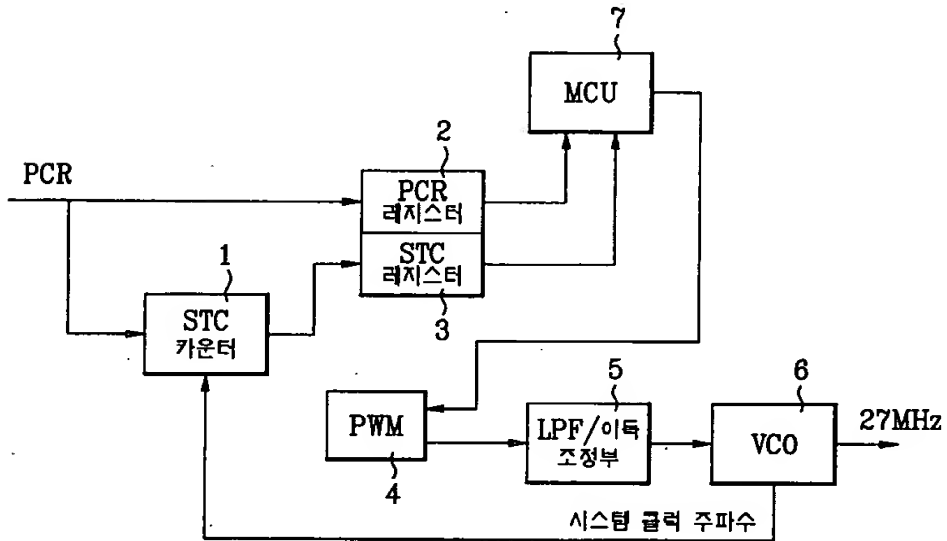 7
MCU
2
PCR
PCR
레지스터
STC
레지스터
3
1
STC
카운터
PWM
4
5
LPF/이득
조정부
6
VCO
27MHz
시스템 클럭 주파수